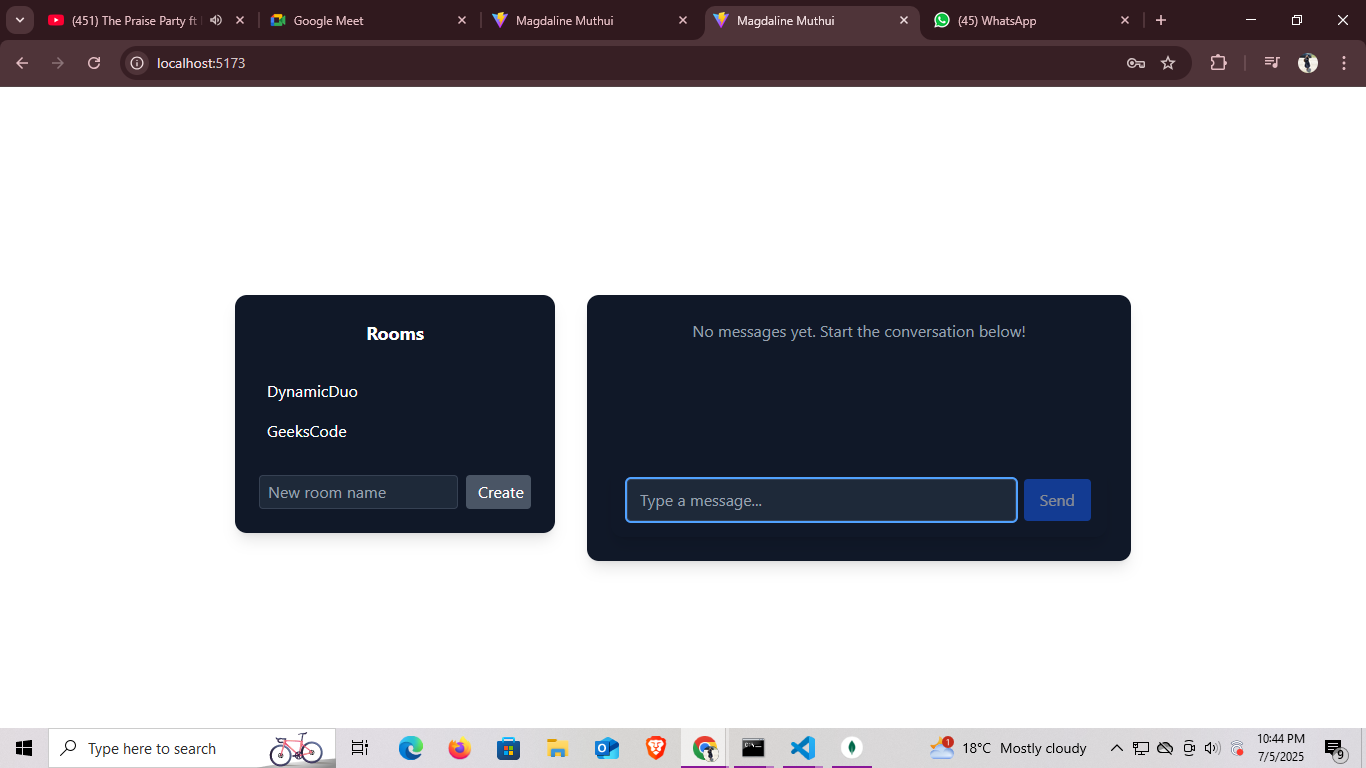 (451) The Praise Party ft
Google Meet
Magdaline Muthui
Magdaline Muthui
(45) WhatsApp
localhost:5173
Rooms
DynamicDuo
GeeksCode
New room name
Create
No messages yet. Start the conversation below!
Type a message...
Send
Type here to search
1
18°C Mostly cloudy
10:44 PM
7/5/2025
9